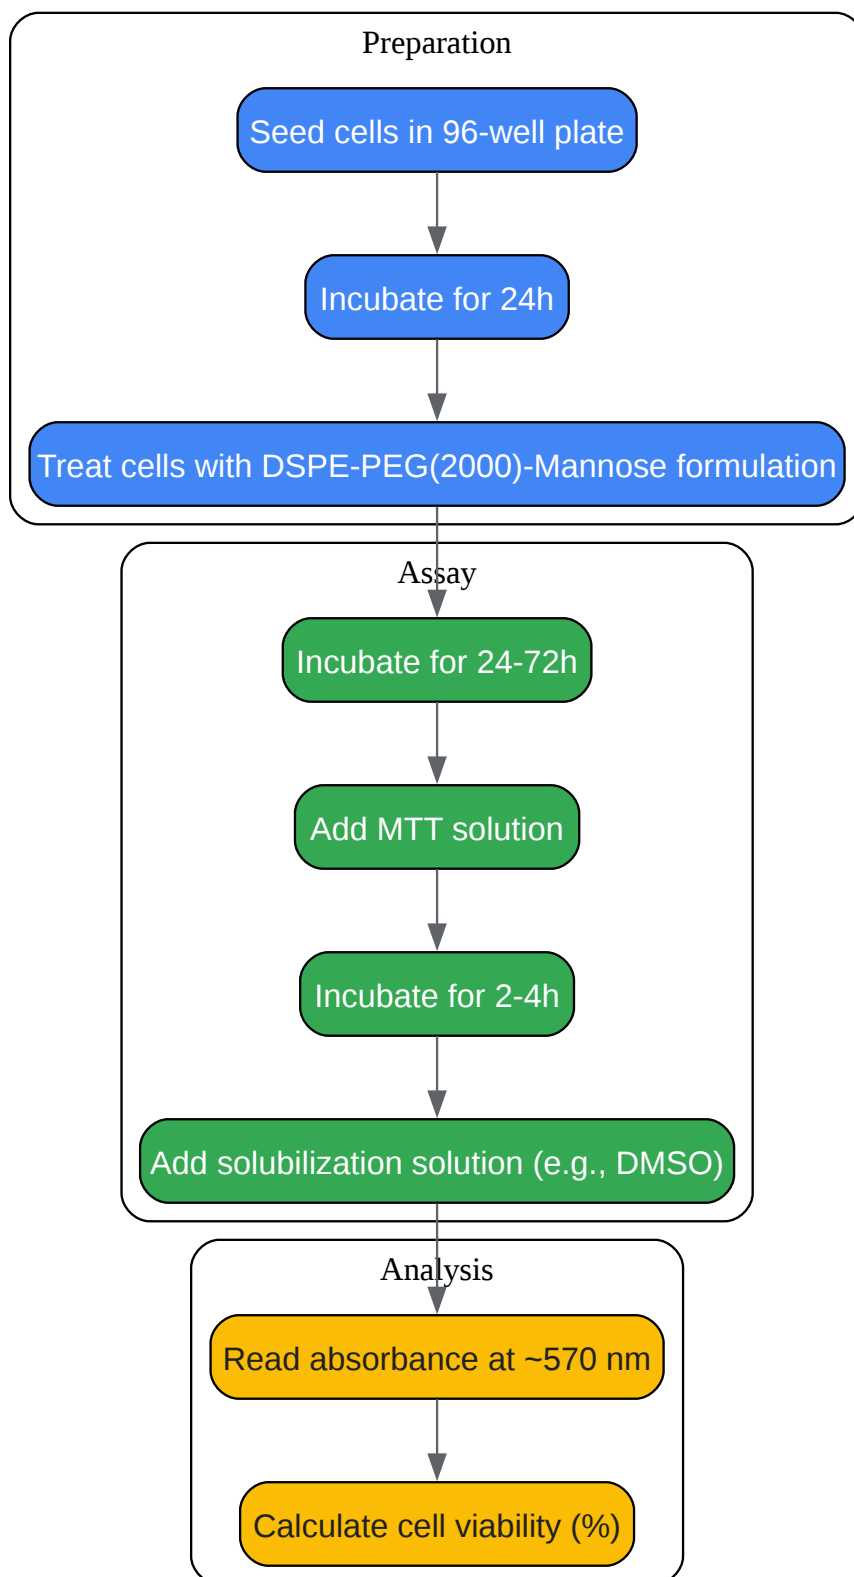 Preparation
Seed cells in 96-well plate
Incubate for 24h
Treat cells with DSPE-PEG(2000)-Mannose formulation
Assay
Incubate for 24-72h
Add MTT solution
Incubate for 2-4h
Add solubilization solution (e.g., DMSO)
Analysis
Read absorbance at ~570 nm
Calculate cell viability (%)